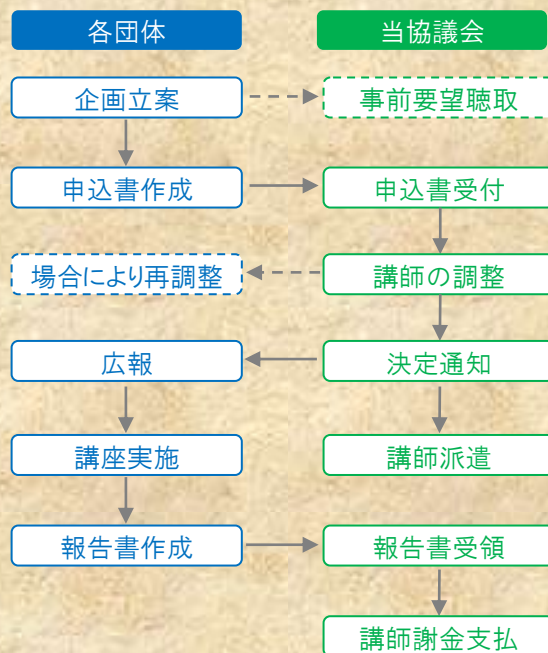 各団体
当協議会
企画立案
事前要望聴取
申込書作成
申込書受付
場合により再調整
講師の調整
広報
決定通知
講座実施
講師派遣
報告書作成
報告書受領
講師謝金支払